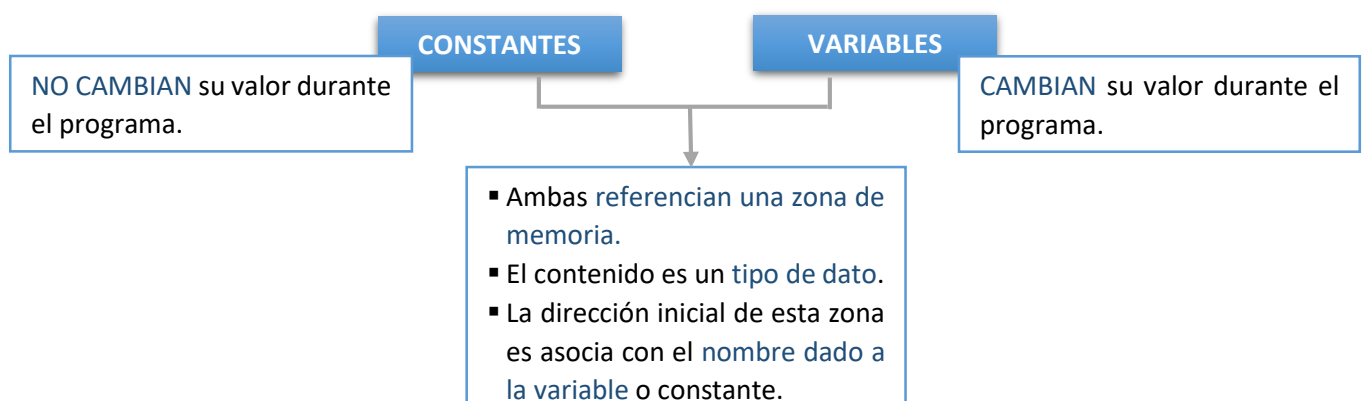 CONSTANTES
VARIABLES
NO CAMBIAN su valor durante
el programa.
CAMBIAN su valor durante el
programa.
▪ Ambas referencian una zona de
memoria.
▪ El contenido es un tipo de dato.
▪ La dirección inicial de esta zona
es asocia con el nombre dado a
la variable o constante.